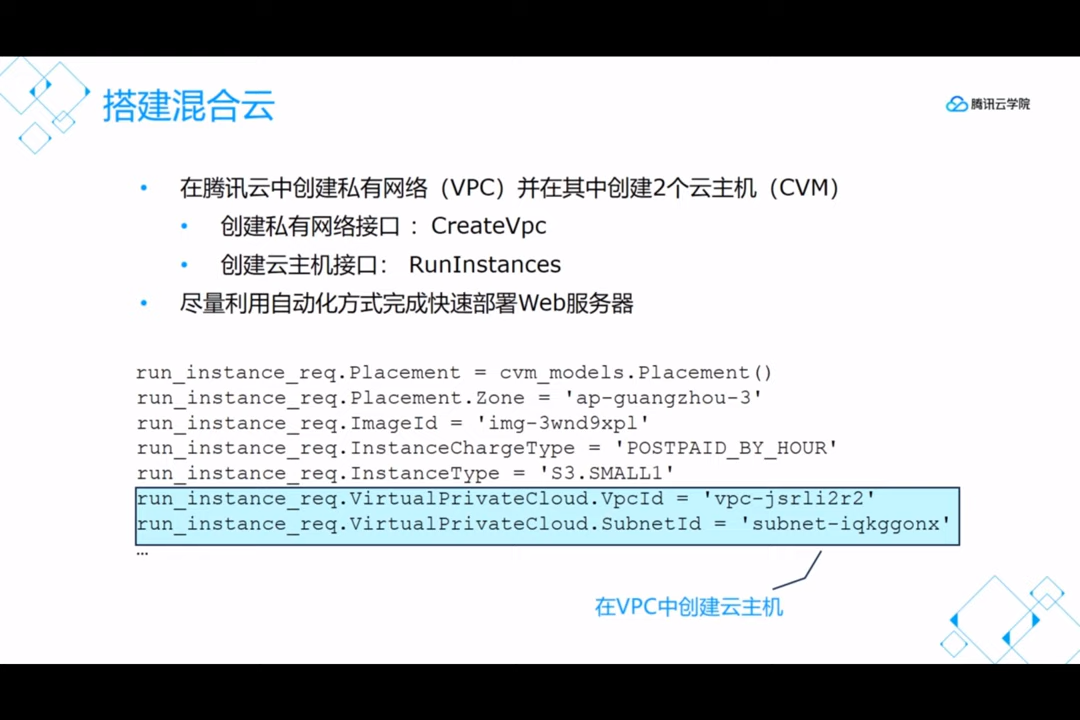 搭建混合云
腾讯云学院
• 在腾讯云中创建私有网络（VPC）并在其中创建2个云主机（CVM）
• 创建私有网络接口 ：CreateVpc
• 创建云主机接口： RunInstances
• 尽量利用自动化方式完成快速部署Web服务器
run_instance_req.Placement = cvm_models.Placement()
run_instance_req.Placement.Zone = 'ap-guangzhou-3'
run_instance_req.ImageId = 'img-3wnd9xpl'
run_instance_req.InstanceChargeType = 'POSTPAID_BY_HOUR'
run_instance_req.InstanceType = 'S3.SMALL1'
run_instance_req.VirtualPrivateCloud.VpcId = 'vpc-jsrli2r2'
run_instance_req.VirtualPrivateCloud.SubnetId = 'subnet-iqkggonx'
…
在VPC中创建云主机